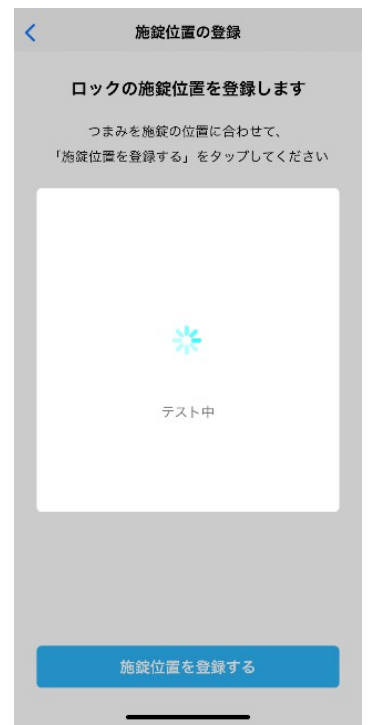 施錠位置の登録
ロックの施錠位置を登録します
つまみを施錠の位置に合わせて、
「施錠位置を登録する」をタップしてください
テスト中
施錠位置を登録する